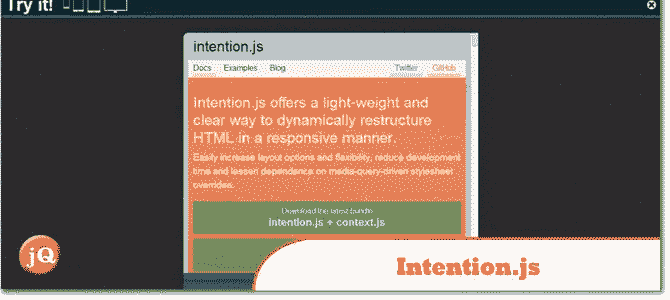 Try it!
intention.js
Docs Examples Blog Twitter GitHub
Intention.js offers a light-weight and
clear way to dynamically restructure
HTML in a responsive manner.
Easily increase layout options and flexibility, reduce development
time and lessen dependence on media-query-driven stylesheet
overrides.
Download the latest bundle
intention.js + context.js
jQ
Intention.js